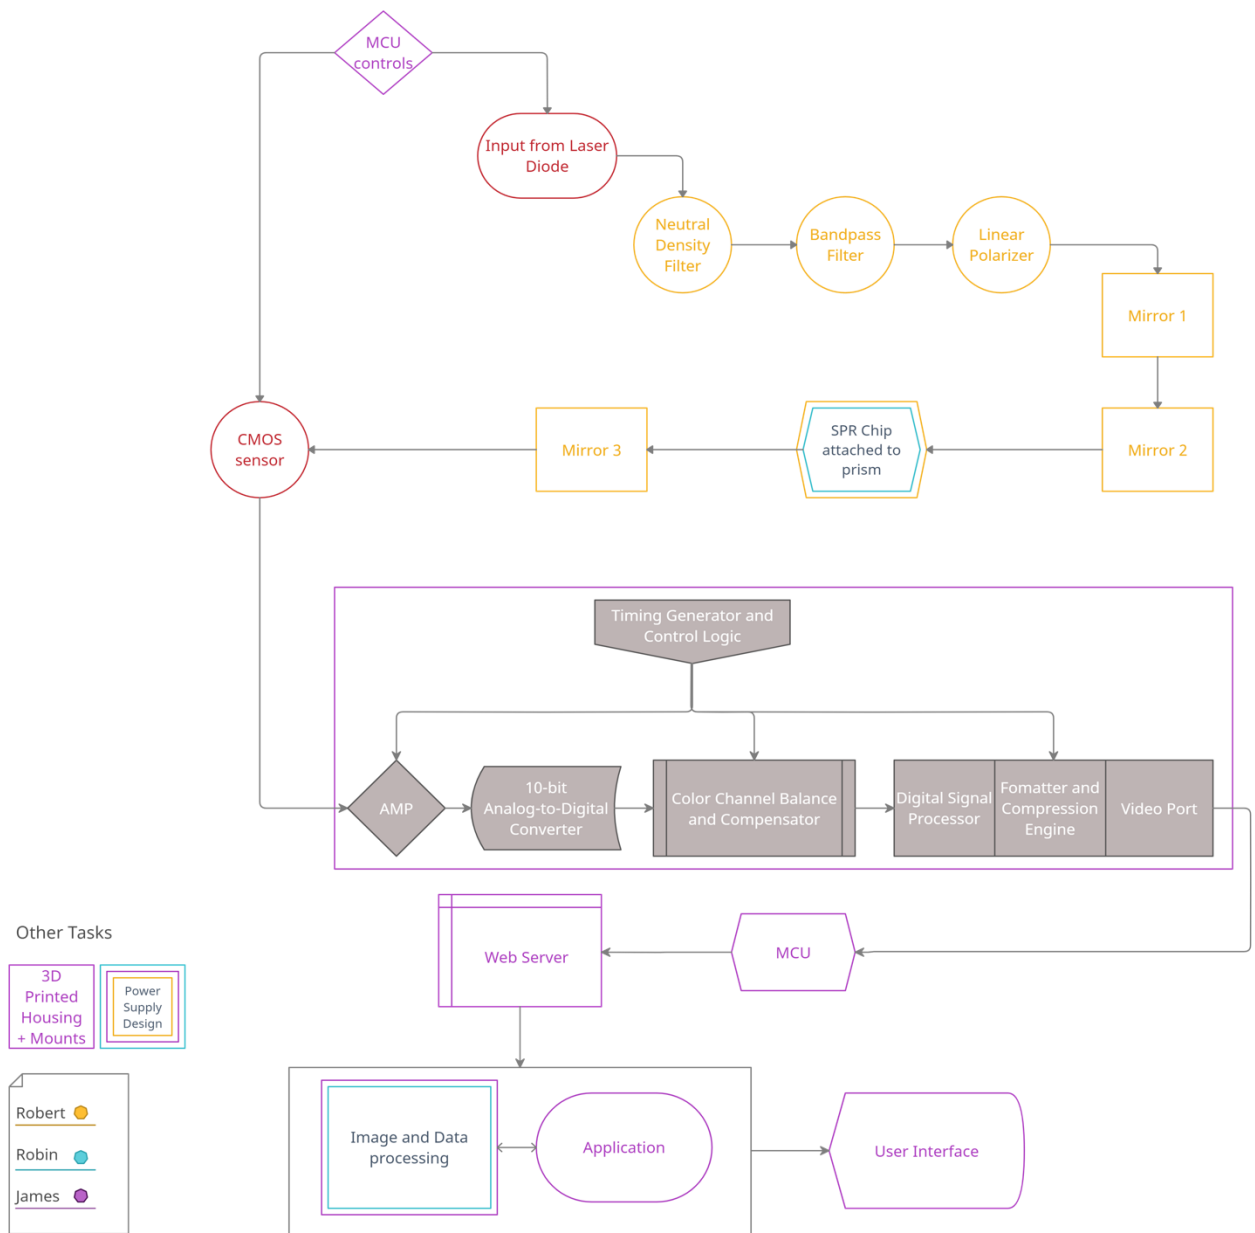 MCU
controls
Input from Laser
Diode
Neutral
Density
Filter
Bandpass
Filter
Linear
Polarizer
Mirror 1
CMOS
sensor
Mirror 3
SPR Chip
attached to
prism
Mirror 2
Timing Generator and
Control Logic
AMP
10-bit
Analog-to-Digital
Converter
Color Channel Balance
and Compensator
Digital Signal
Processor
Fomatter and
Compression
Engine
Video Port
Web Server
MCU
Other Tasks
3D
Printed
Housing
+ Mounts
Power
Supply
Design
Robert
Robin
James
Image and Data
processing
Application
User Interface